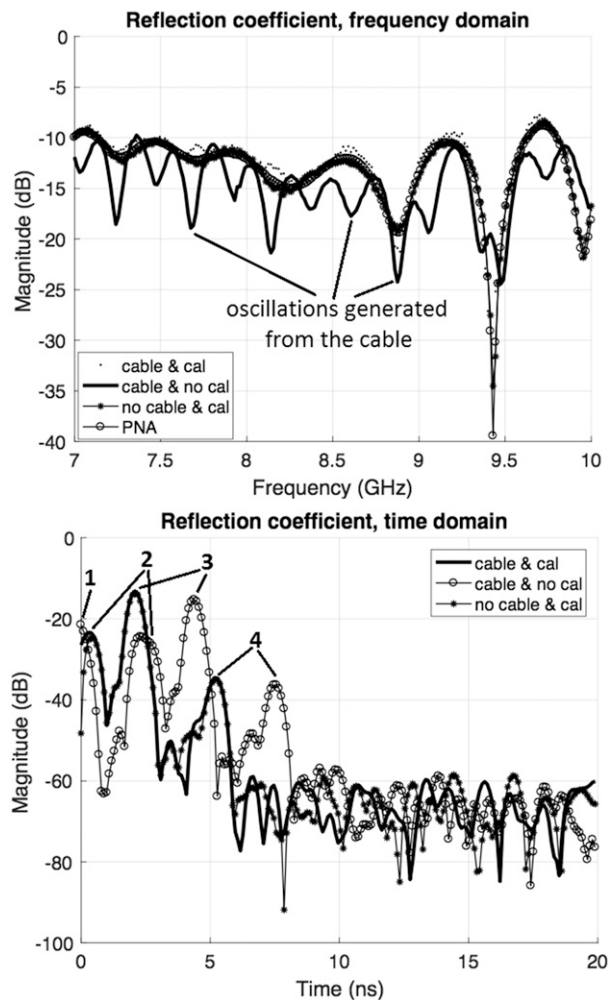 Reflection coefficient, frequency domain
0
-5
-10
-15
-20
-25
-30
-35
-40
Magnitude (dB)
oscillations generated
from the cable
cable & cal
cable & no cal
no cable & cal
PNA
7
7.5
8
8.5
9
9.5
10
Frequency (GHz)
Reflection coefficient, time domain
0
-20
-40
-60
-80
-100
Magnitude (dB)
1
2
3
4
cable & cal
cable & no cal
no cable & cal
0
5
10
15
20
Time (ns)